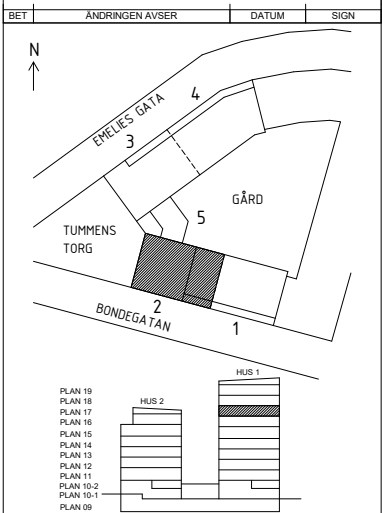 BET ÄNDRINGEN AVSER DATUM SIGN
N
EMELIES GATA
4
3
5
GÅRD
TUMMENS
TORG
2
BONDEGATAN
1
HUS 1
PLAN 19
PLAN 18
HUS 2
PLAN 17
PLAN 16
PLAN 15
PLAN 14
PLAN 13
PLAN 12
PLAN 11
PLAN 10-2
PLAN 10-1
PLAN 09